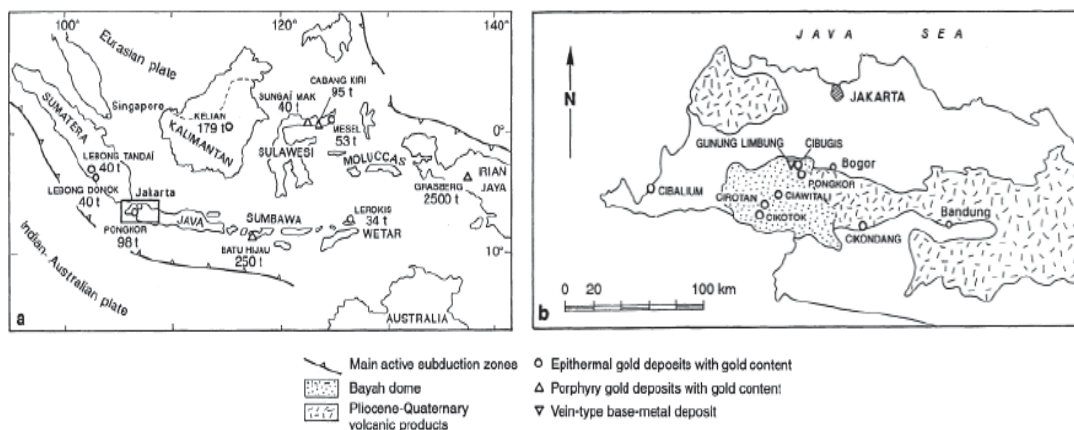 100°
120°
140°
Eurasian plate
SUMATERA
Singapore
KELIAN
179 t
KALIMANTAN
SUNGAI MAK
40 t
CABANG KIRI
95 t
MESEL
53 t
SULAWESI
MOLUCCAS
0°
IRIAN
JAYA
GRASBERG
2500 t
LEBONG TANDAI
40 t
LEBONG DONOK
40 t
Jakarta
JAVA
PONGKOR
98 t
SUMBAWA
BATU HIJAU
250 t
LEROKIS
34 t
WETAR
10°
Indian-Australian plate
AUSTRALIA
a
JAVA SEA
N
JAKARTA
GUNUNG LIMBUNG
CIBUGIS
Bogor
PONGKOR
CIBALIUM
CIAWITALI
CIROTAN
CIKOTOK
CIKONDANG
Bandung
0 100 km
b
Main active subduction zones
Bayah dome
Pliocene-Quaternary
volcanic products
Epithermal gold deposits with gold content
Porphyry gold deposits with gold content
Vein-type base-metal deposit